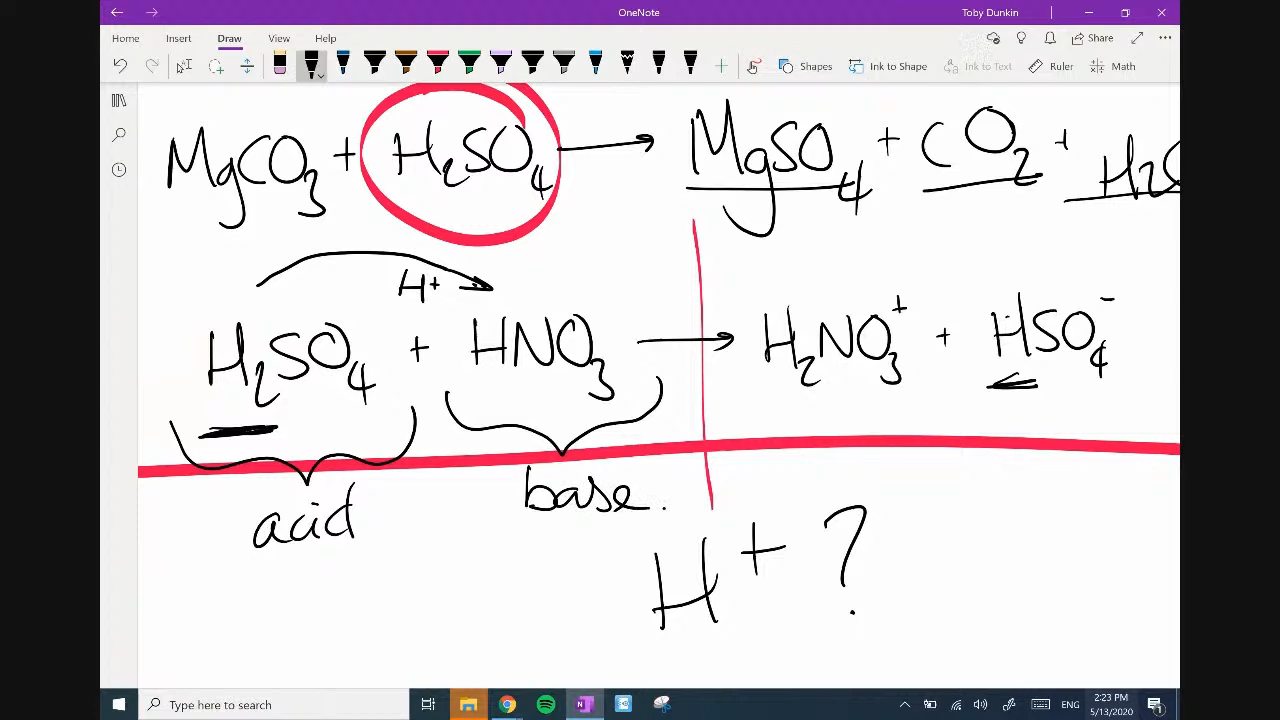 OneNote
Toby Dunkin
Home Insert Draw View Help
Share
Shapes Ink to Shape Ink to Text Ruler Math
MgCO3 + H2SO4 → MgSO4 + CO2 + H2
H+
H2SO4 + HNO3 → H2NO3+ + HSO4-
acid
base.
H+ ?
Type here to search
2:23 PM
5/13/2020
1